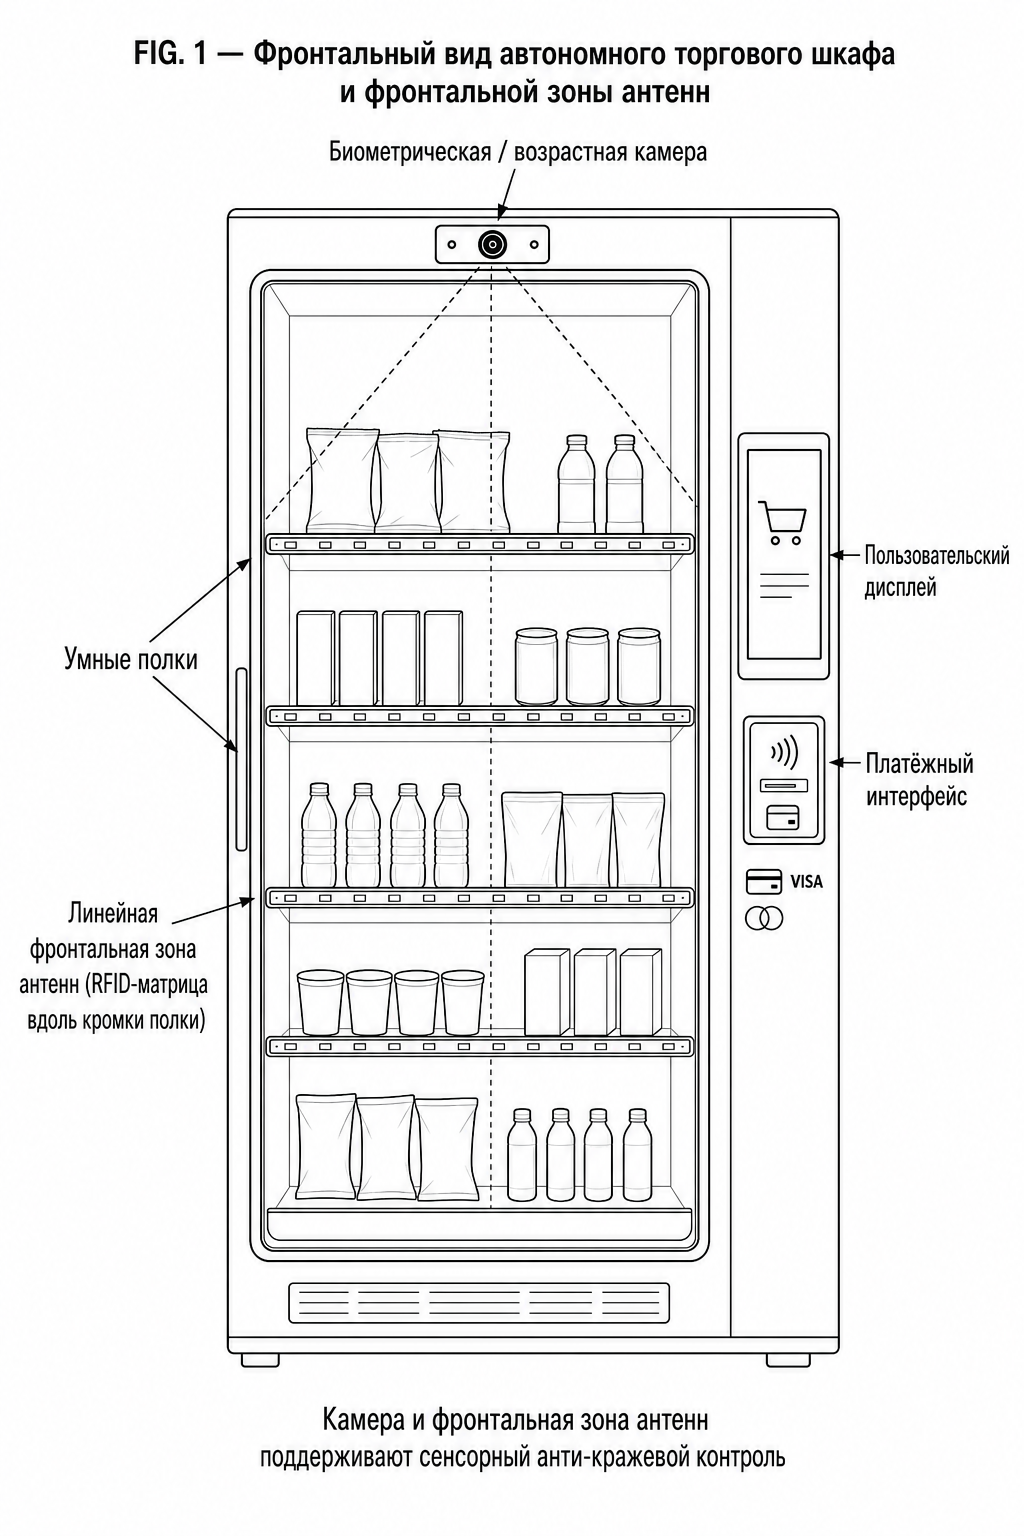 FIG. 1 — Фронтальный вид автономного торгового шкафа
и фронтальной зоны антенн
Биометрическая / возрастная камера
Пользовательский
дисплей
Умные полки
Платёжный
интерфейс
VISA
Линейная
фронтальная зона
антенн (RFID-матрица
вдоль кромки полки)
Камера и фронтальная зона антенн
поддерживают сенсорный анти-кражевой контроль